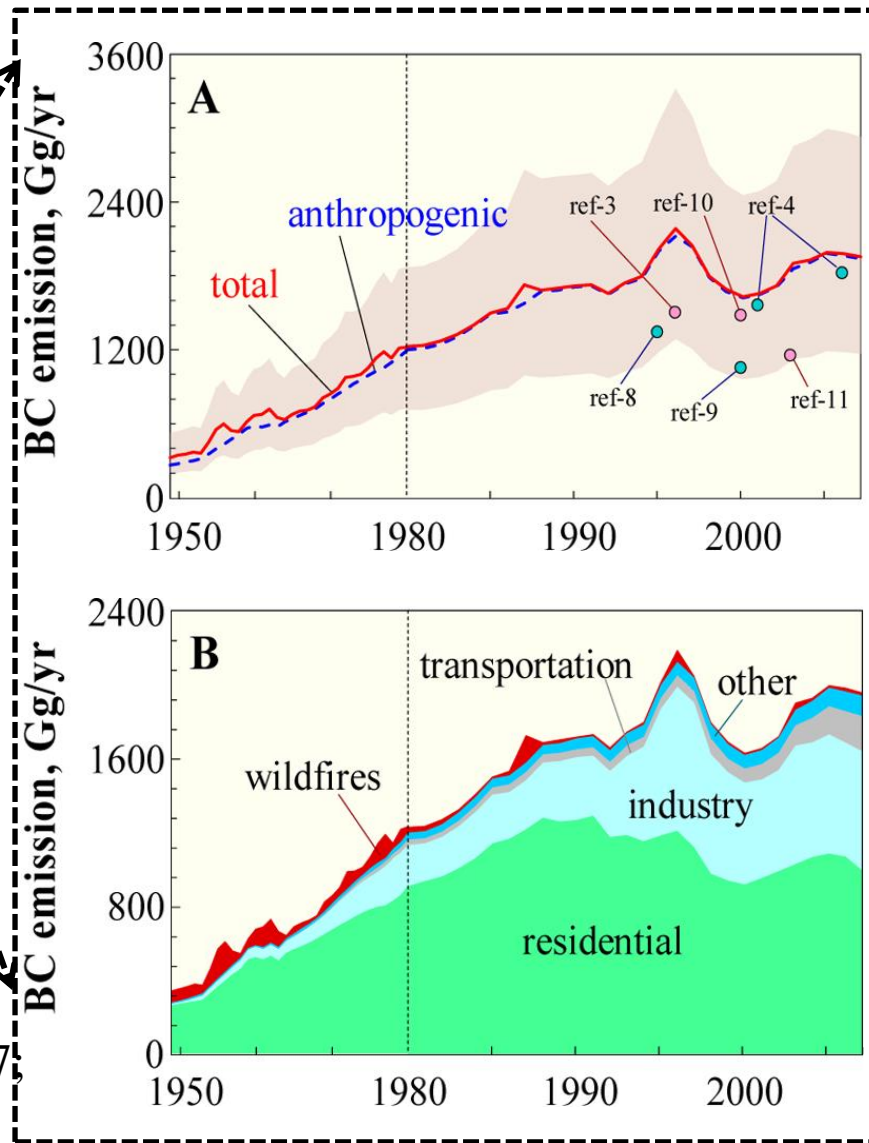 3600
A
BC emission, Gg/yr
2400
ref-3
ref-10
ref-4
anthropogenic
total
1200
ref-8
ref-9
ref-11
0
1950
1980
1990
2000
2400
B
BC emission, Gg/yr
transportation
other
1600
wildfires
industry
800
residential
0
7;
1950
1980
1990
2000